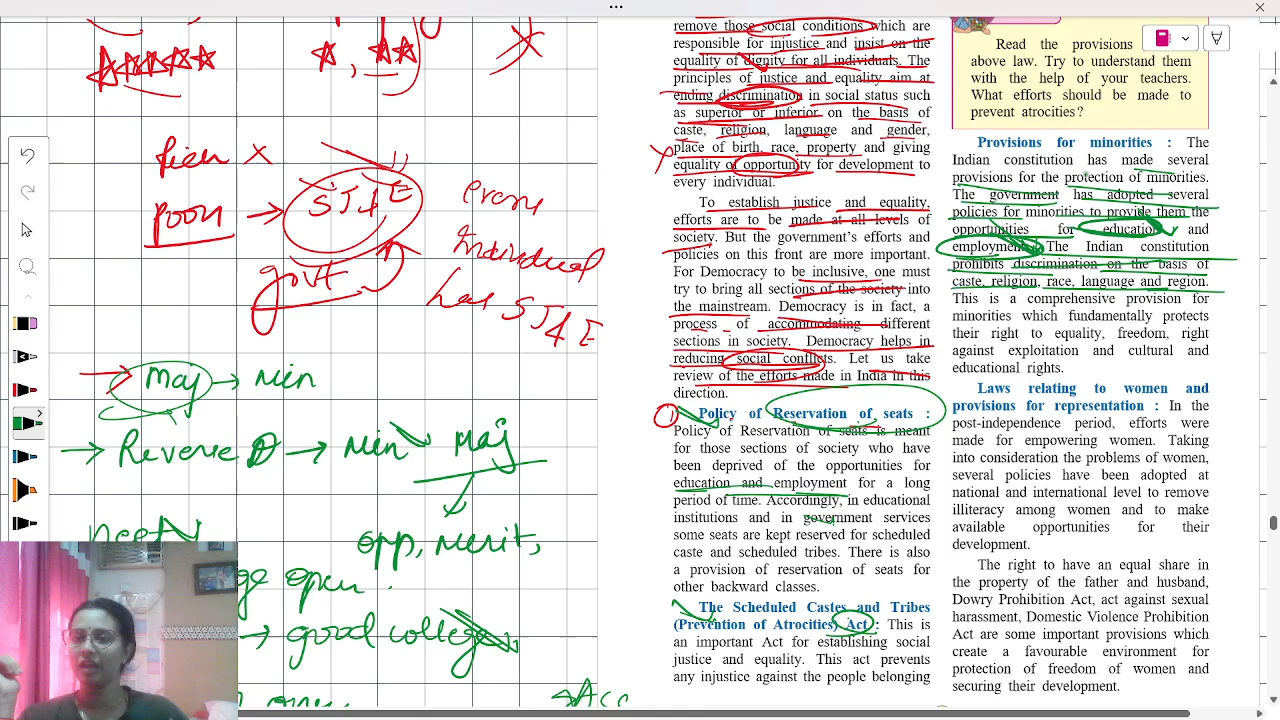 rich X
poor → SJ & E
govt
every
individual
has SJ & E
→ Maj → Min
→ Reverse D → Min Maj
need
opp, merit,
ge open.
→ good college
remove those social conditions which are
responsible for injustice and insist on the
equality of dignity for all individuals. The
principles of justice and equality aim at
ending discrimination in social status such
as superior or inferior on the basis of
caste, religion, language and gender,
place of birth, race, property and giving
equality of opportunity for development to
every individual.
To establish justice and equality,
efforts are to be made at all levels of
society. But the government's efforts and
policies on this front are more important.
For Democracy to be inclusive, one must
try to bring all sections of the society into
the mainstream. Democracy is in fact, a
process of accommodating different
sections in society. Democracy helps in
reducing social conflicts. Let us take
review of the efforts made in India in this
direction.
Policy of Reservation of seats :
Policy of Reservation of seats is meant
for those sections of society who have
been deprived of the opportunities for
education and employment for a long
period of time. Accordingly, in educational
institutions and in government services
some seats are kept reserved for scheduled
caste and scheduled tribes. There is also
a provision of reservation of seats for
other backward classes.
The Scheduled Castes and Tribes
(Prevention of Atrocities) Act : This is
an important Act for establishing social
justice and equality. This act prevents
any injustice against the people belonging
Read the provisions
above law. Try to understand them
with the help of your teachers.
What efforts should be made to
prevent atrocities?
Provisions for minorities : The
Indian constitution has made several
provisions for the protection of minorities.
The government has adopted several
policies for minorities to provide them the
opportunities for education and
employment. The Indian constitution
prohibits discrimination on the basis of
caste, religion, race, language and region.
This is a comprehensive provision for
minorities which fundamentally protects
their right to equality, freedom, right
against exploitation and cultural and
educational rights.
Laws relating to women and
provisions for representation : In the
post-independence period, efforts were
made for empowering women. Taking
into consideration the problems of women,
several policies have been adopted at
national and international level to remove
illiteracy among women and to make
available opportunities for their
development.
The right to have an equal share in
the property of the father and husband,
Dowry Prohibition Act, act against sexual
harassment, Domestic Violence Prohibition
Act are some important provisions which
create a favourable environment for
protection of freedom of women and
securing their development.